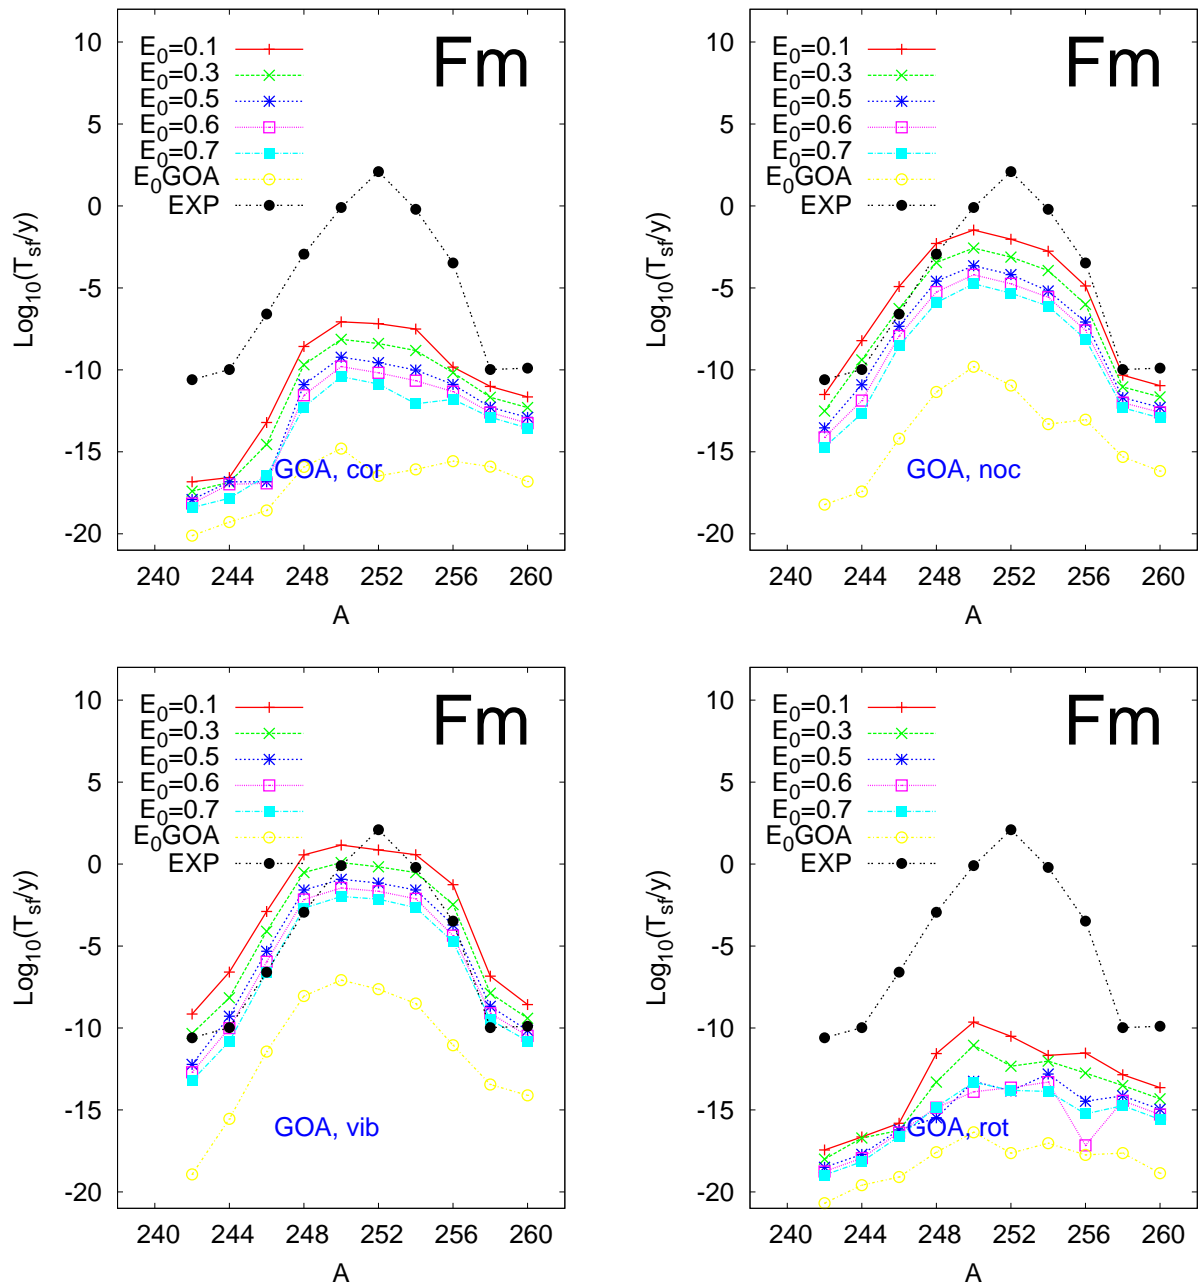 Fm
E₀=0.1
E₀=0.3
E₀=0.5
E₀=0.6
E₀=0.7
E₀GOA
EXP
10
5
0
-5
-10
-15
-20
Log₁₀(Tsf/y)
GOA, cor
240 244 248 252 256 260
A
Fm
E₀=0.1
E₀=0.3
E₀=0.5
E₀=0.6
E₀=0.7
E₀GOA
EXP
10
5
0
-5
-10
-15
-20
Log₁₀(Tsf/y)
GOA, noc
240 244 248 252 256 260
A
Fm
E₀=0.1
E₀=0.3
E₀=0.5
E₀=0.6
E₀=0.7
E₀GOA
EXP
10
5
0
-5
-10
-15
-20
Log₁₀(Tsf/y)
GOA, vib
240 244 248 252 256 260
A
Fm
E₀=0.1
E₀=0.3
E₀=0.5
E₀=0.6
E₀=0.7
E₀GOA
EXP
10
5
0
-5
-10
-15
-20
Log₁₀(Tsf/y)
GOA, rot
240 244 248 252 256 260
A